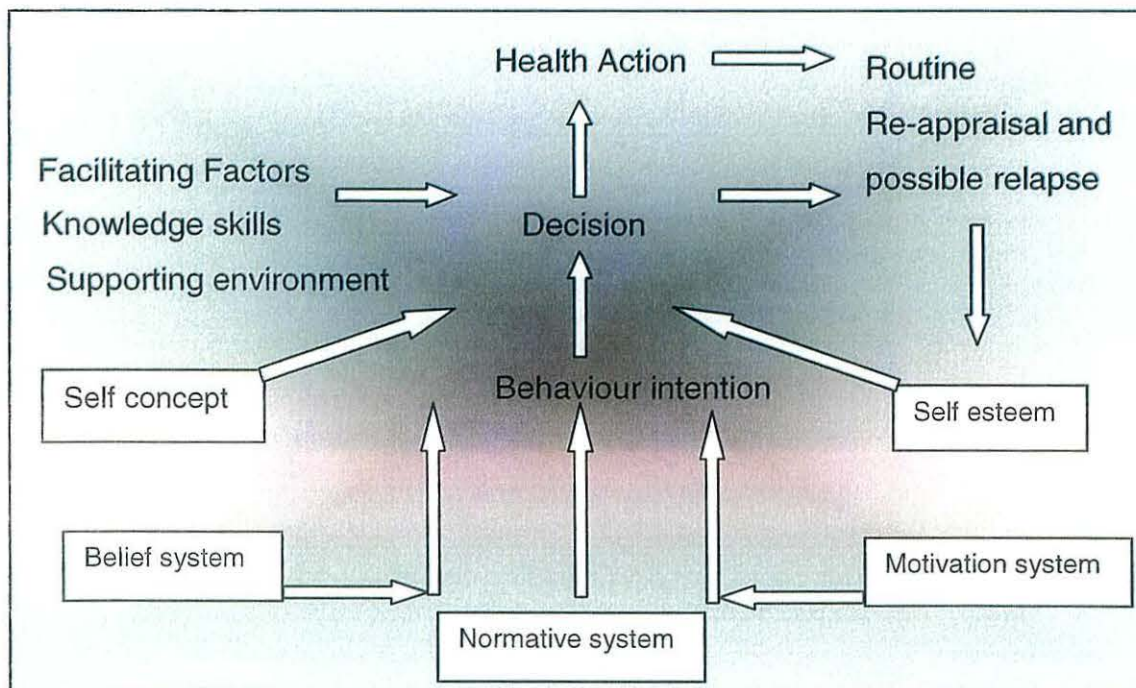 Health Action
Routine
Re-appraisal and
possible relapse
Facilitating Factors
Knowledge skills
Supporting environment
Decision
Self concept
Behaviour intention
Self esteem
Belief system
Motivation system
Normative system